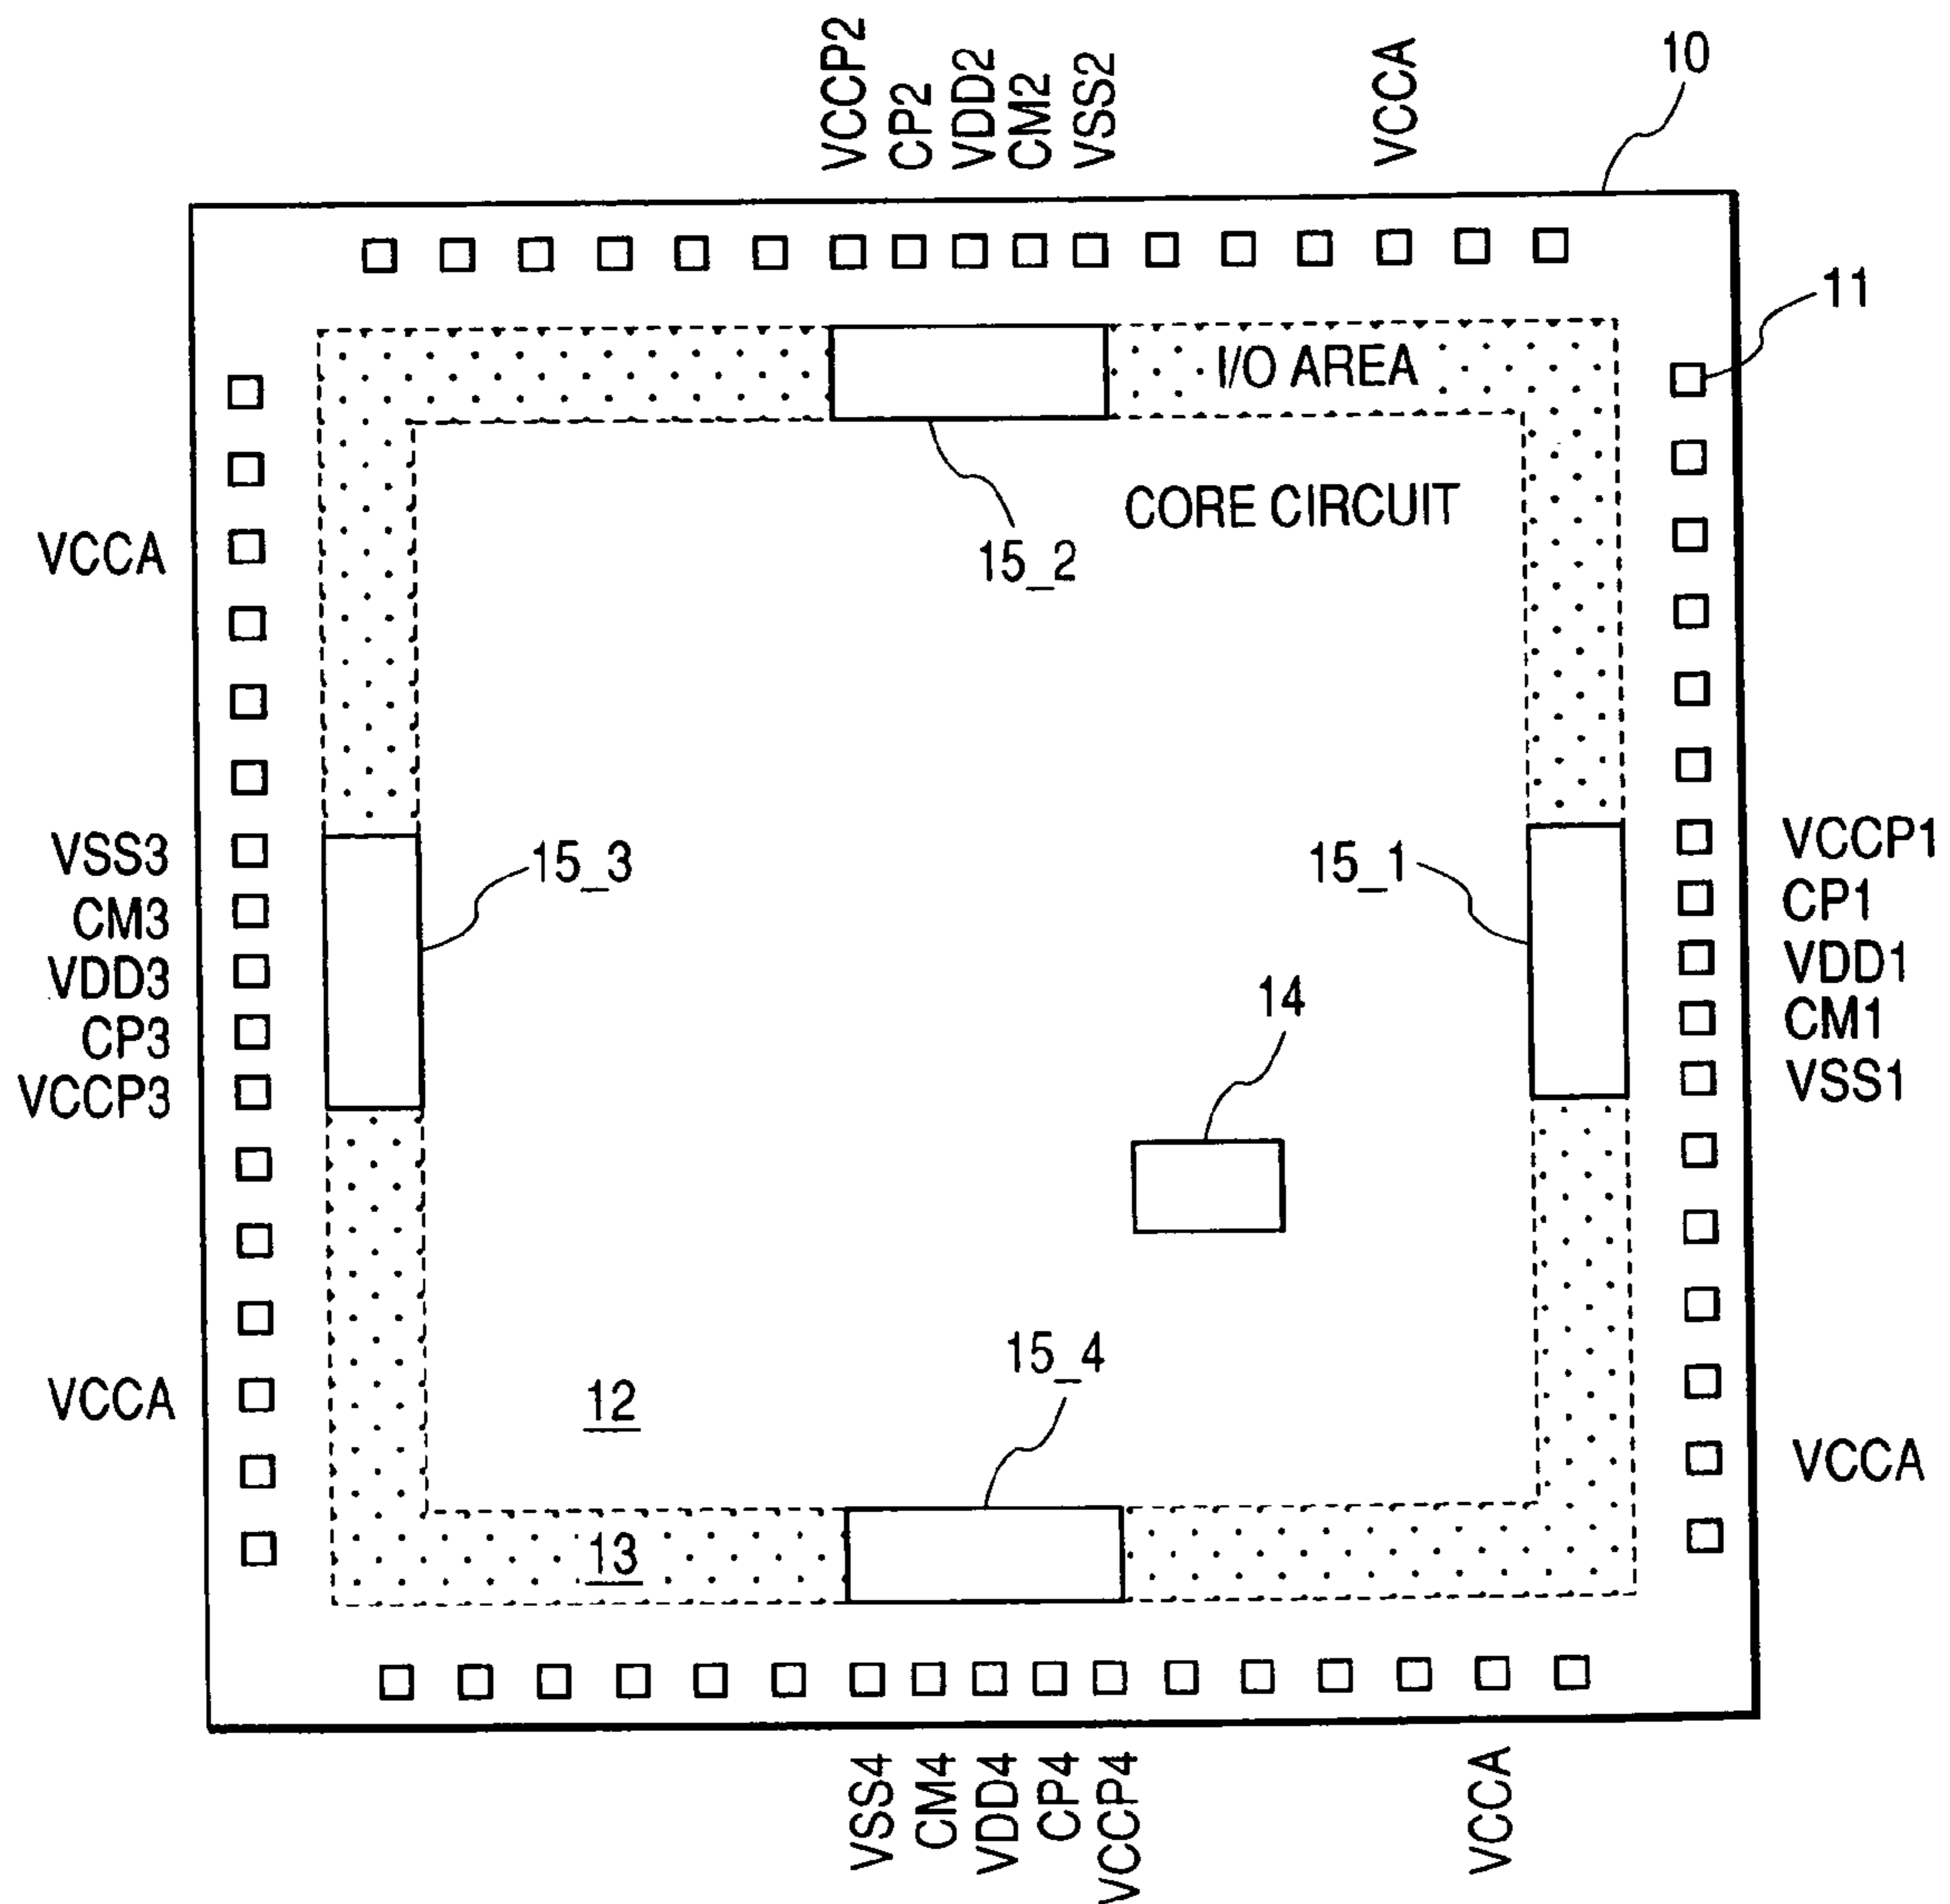 VCCP2
CP2
VDD2
CM2
VSS2
VCCA
10
11
I/O AREA
CORE CIRCUIT
15_2
VCCA
VSS3
CM3
VDD3
CP3
VCCP3
15_3
15_1
VCCP1
CP1
VDD1
CM1
VSS1
14
15_4
VCCA
12
VCCA
13
VSS4
CM4
VDD4
CP4
VCCP4
VCCA